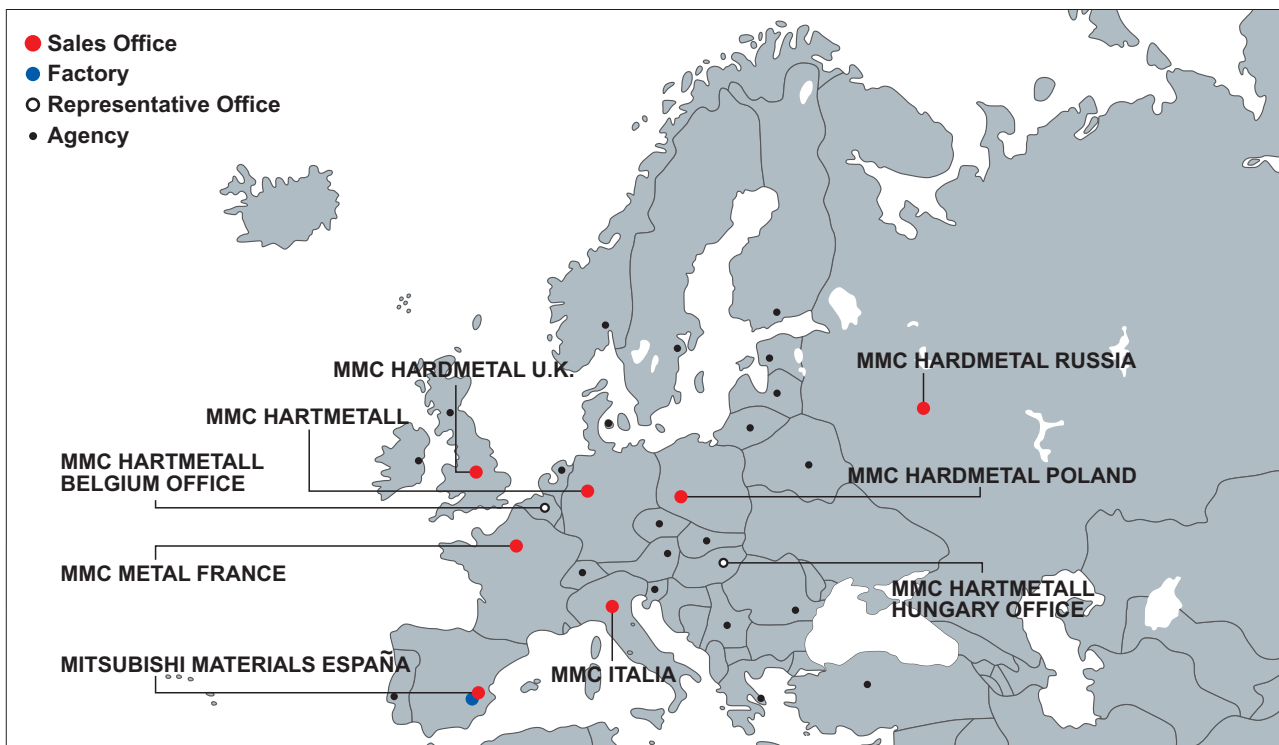 Sales Office
Factory
Representative Office
Agency
MMC HARDMETAL U.K.
MMC HARDMETAL RUSSIA
MMC HARTMETALL
MMC HARTMETALL
BELGIUM OFFICE
MMC HARDMETAL POLAND
MMC METAL FRANCE
MMC HARTMETALL
HUNGARY OFFICE
MITSUBISHI MATERIALS ESPAÑA
MMC ITALIA